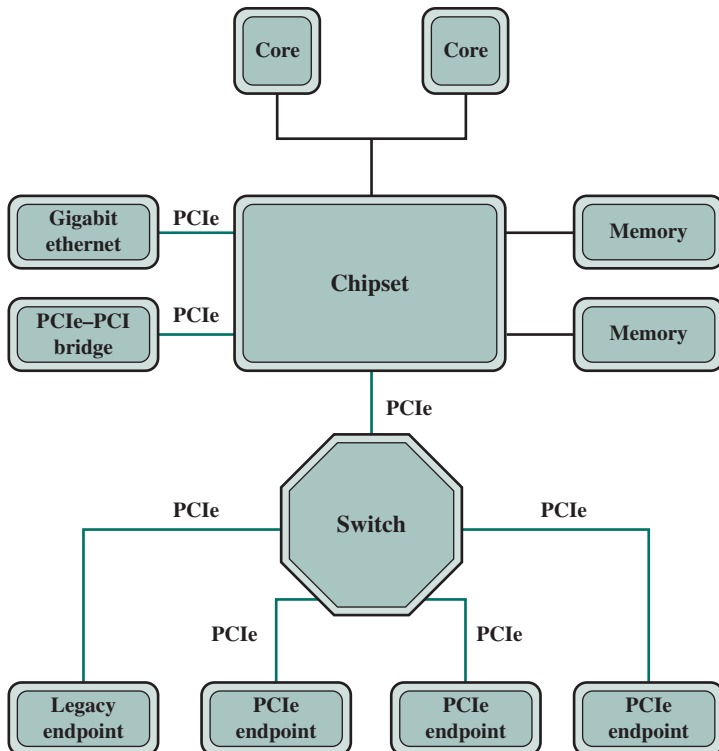 Core
Core
Gigabit
ethernet
PCIe
Chipset
Memory
PCIe–PCI
bridge
PCIe
Memory
PCIe
Switch
PCIe
PCIe
PCIe
PCIe
Legacy
endpoint
PCIe
endpoint
PCIe
endpoint
PCIe
endpoint